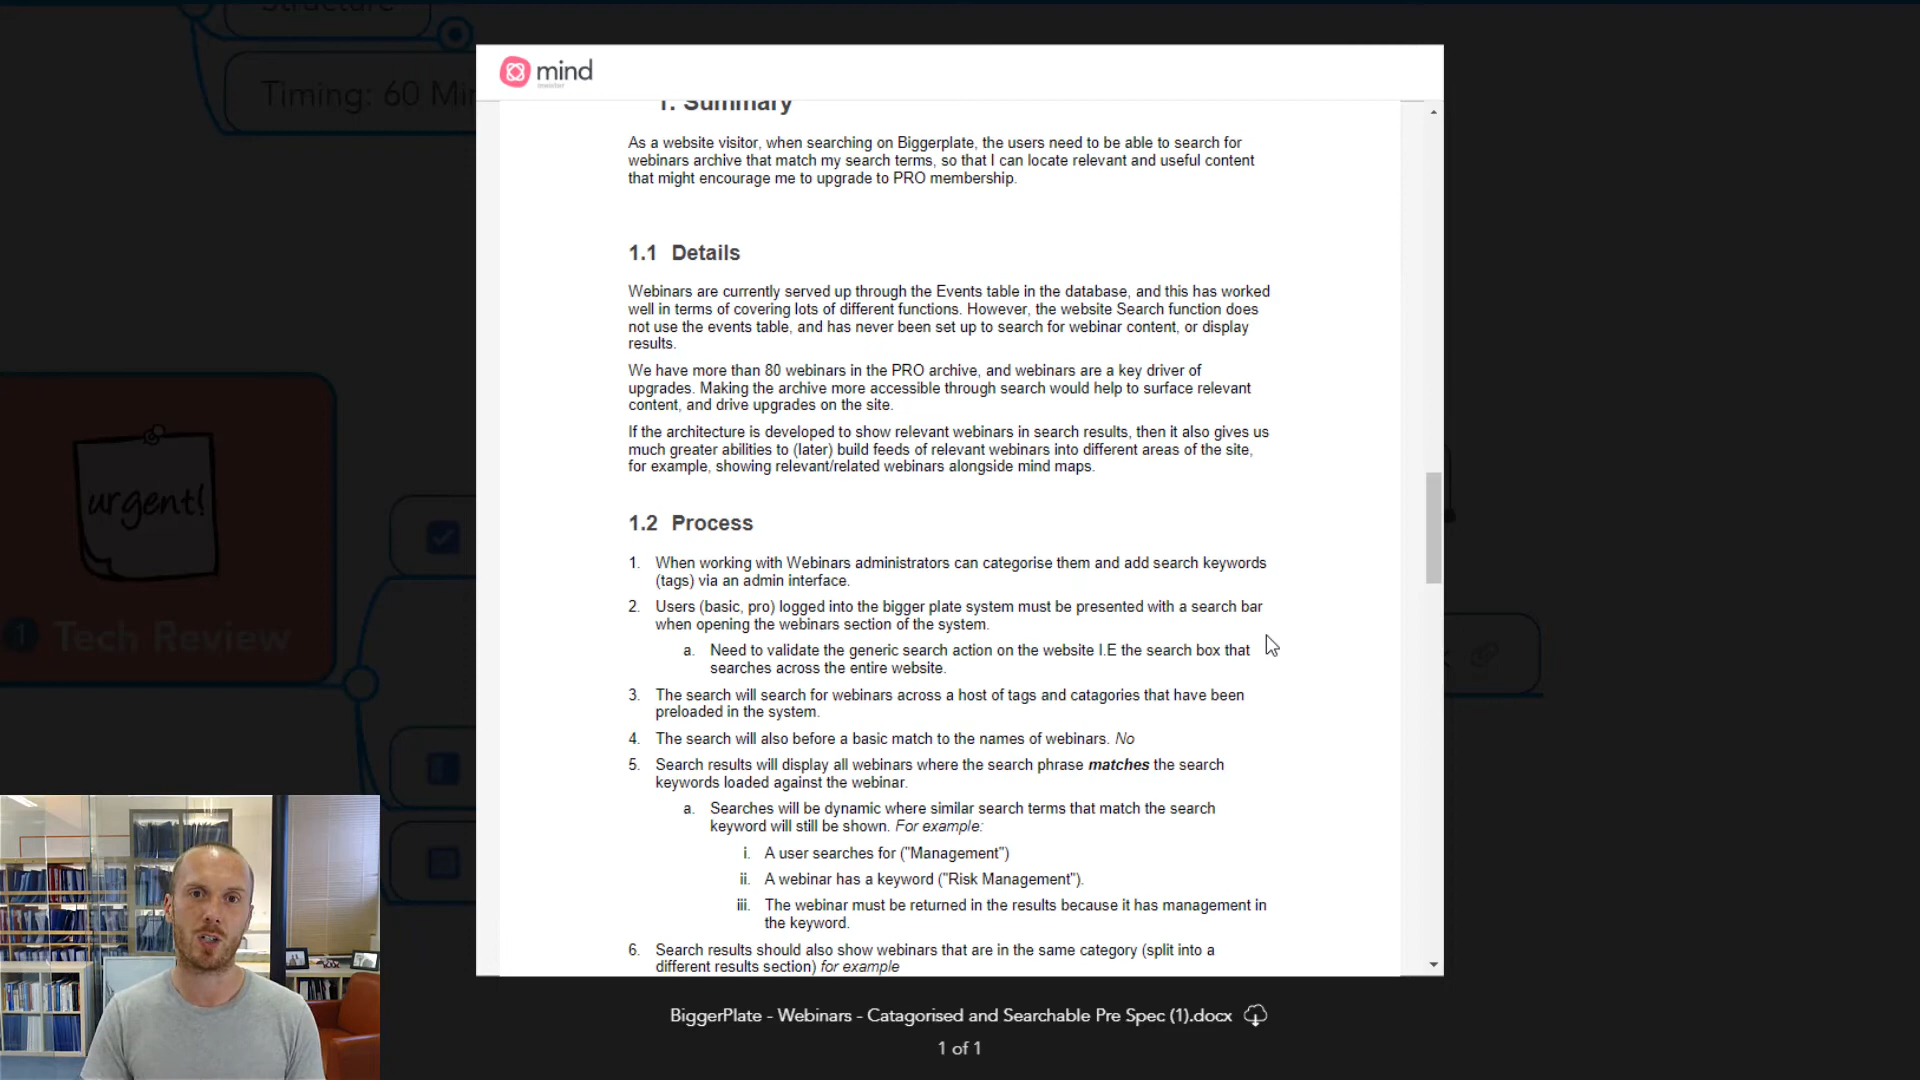 Structure
Timing: 60 Min
mind
meister
1. Summary
As a website visitor, when searching on Biggerplate, the users need to be able to search for
webinars archive that match my search terms, so that I can locate relevant and useful content
that might encourage me to upgrade to PRO membership.
1.1 Details
Webinars are currently served up through the Events table in the database, and this has worked
well in terms of covering lots of different functions. However, the website Search function does
not use the events table, and has never been set up to search for webinar content, or display
results.
We have more than 80 webinars in the PRO archive, and webinars are a key driver of
upgrades. Making the archive more accessible through search would help to surface relevant
content, and drive upgrades on the site.
If the architecture is developed to show relevant webinars in search results, then it also gives us
much greater abilities to (later) build feeds of relevant webinars into different areas of the site,
for example, showing relevant/related webinars alongside mind maps.
urgent!
1 Tech Review
1.2 Process
1. When working with Webinars administrators can categorise them and add search keywords
(tags) via an admin interface.
2. Users (basic, pro) logged into the bigger plate system must be presented with a search bar
when opening the webinars section of the system.
a. Need to validate the generic search action on the website I.E the search box that
searches across the entire website.
3. The search will search for webinars across a host of tags and catagories that have been
preloaded in the system.
4. The search will also before a basic match to the names of webinars. No
5. Search results will display all webinars where the search phrase matches the search
keywords loaded against the webinar.
a. Searches will be dynamic where similar search terms that match the search
keyword will still be shown. For example:
i. A user searches for ("Management")
ii. A webinar has a keyword ("Risk Management").
iii. The webinar must be returned in the results because it has management in
the keyword.
6. Search results should also show webinars that are in the same category (split into a
different results section) for example
BiggerPlate - Webinars - Catagorised and Searchable Pre Spec (1).docx
1 of 1